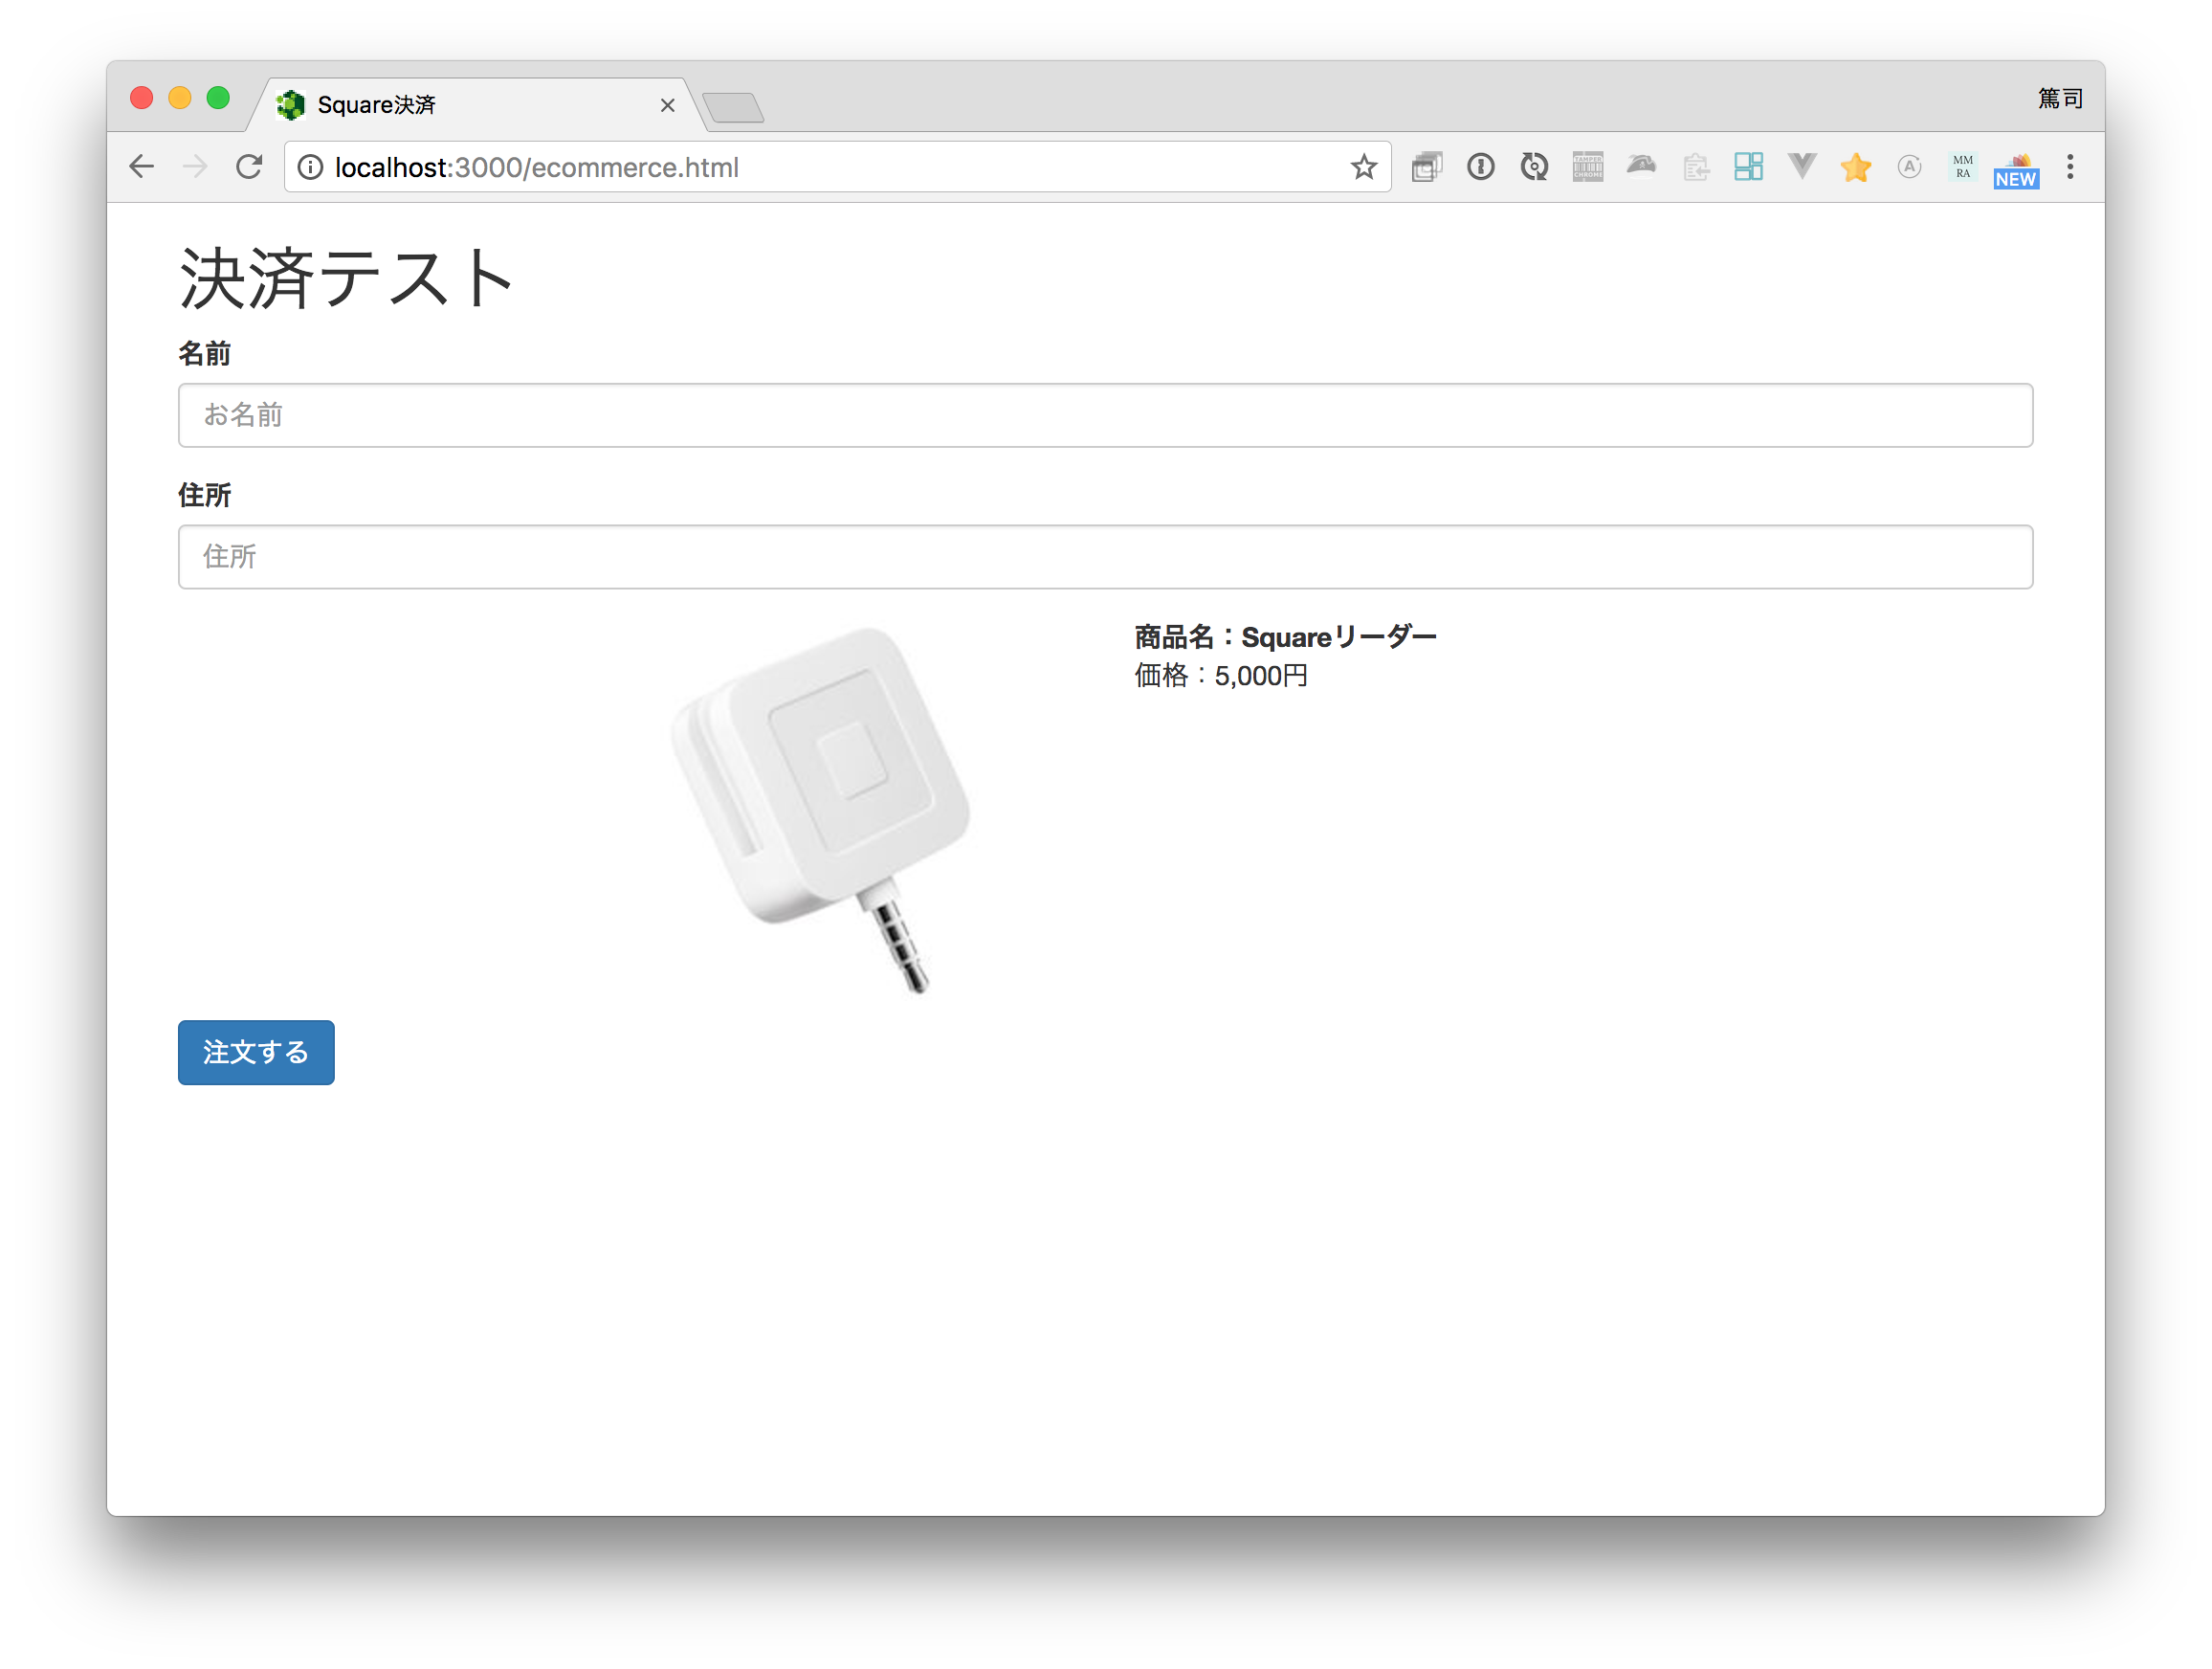 Square決済
篤司
localhost:3000/ecommerce.html
TAMPER
CHROME
A
MM
RA
NEW
決済テスト
名前
お名前
住所
住所
商品名：Squareリーダー
価格：5,000円
注文する